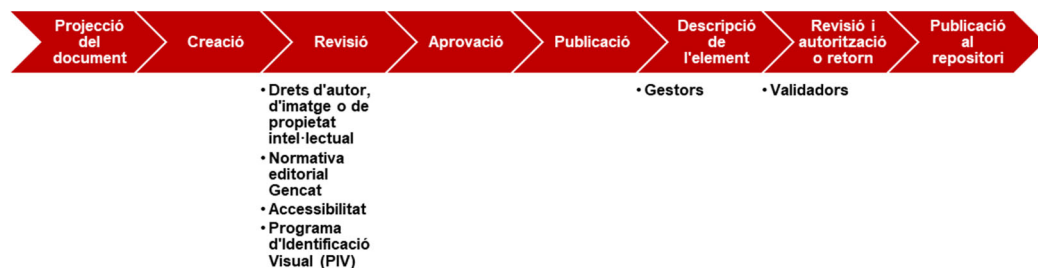 Projecció
del
document
Creació
Revisió
Aprovació
Publicació
Descripció
de
l'element
Revisió i
autorització
o retorn
Publicació
al
repositori
• Drets d'autor,
d'imatge o de
propietat
intel·lectual
• Normativa
editorial
Gencat
• Accessibilitat
• Programa
d'Identificació
Visual (PIV)
• Gestors
• Validadors